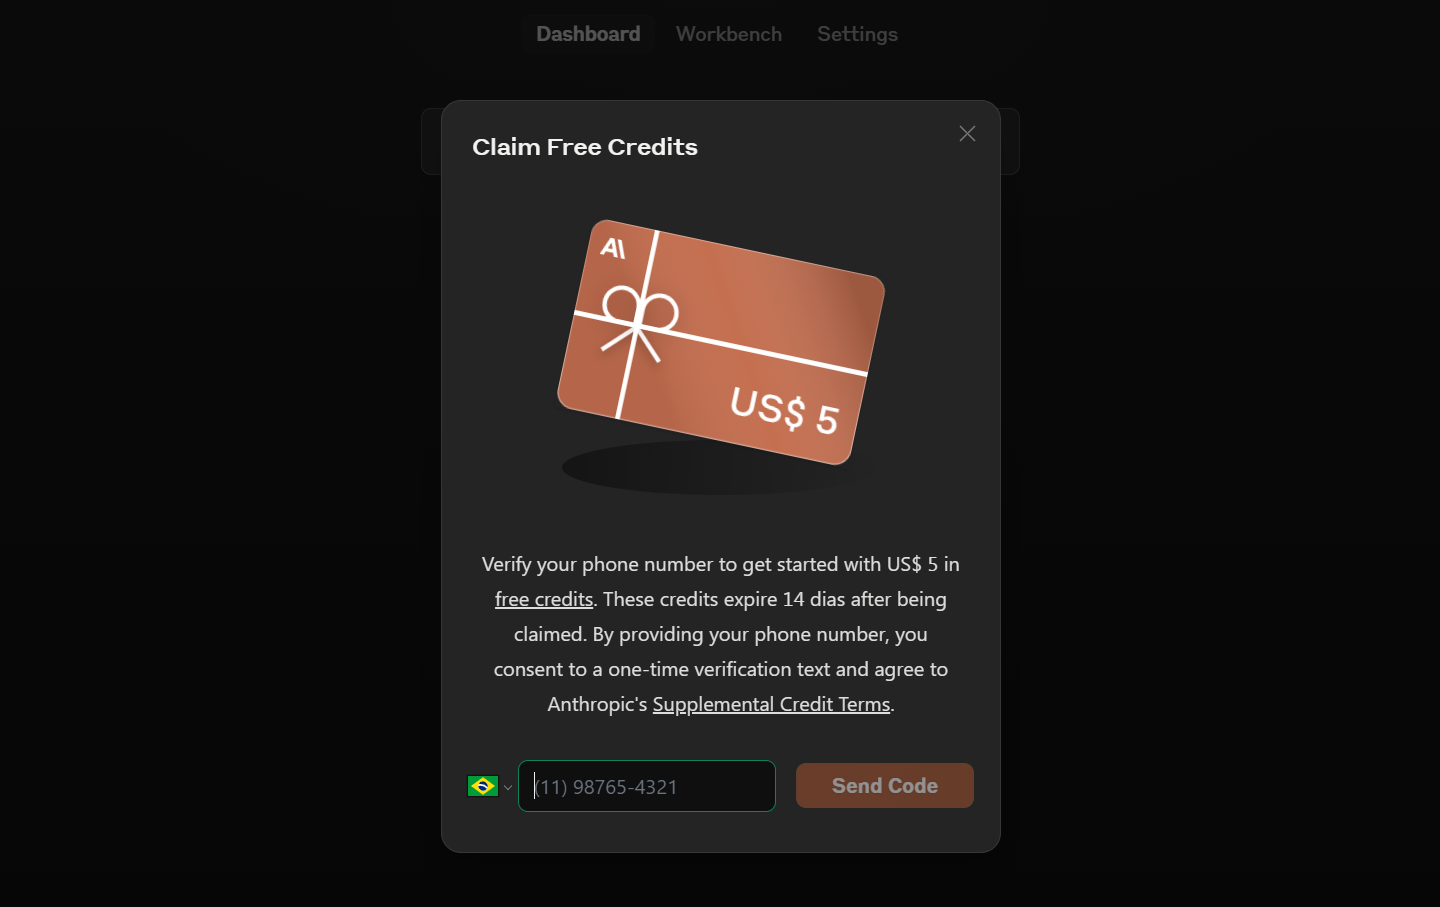 Dashboard Workbench Settings
Claim Free Credits
A\
US$ 5
Verify your phone number to get started with US$ 5 in
free credits. These credits expire 14 dias after being
claimed. By providing your phone number, you
consent to a one-time verification text and agree to
Anthropic's Supplemental Credit Terms.
(11) 98765-4321 Send Code